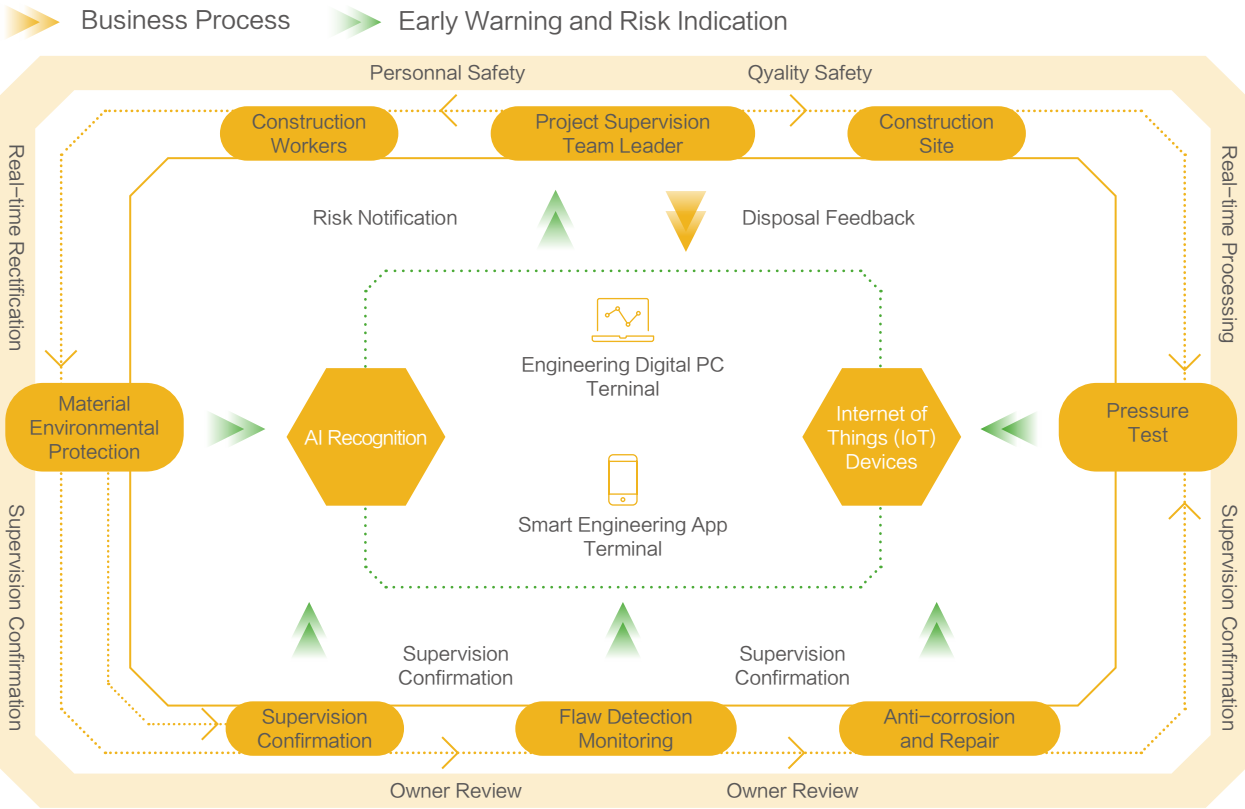 Business Process
Early Warning and Risk Indication
Personnal Safety
Qyality Safety
Construction
Workers
Project Supervision
Team Leader
Construction
Site
Real-time Rectification
Real-time Processing
Risk Notification
Disposal Feedback
Engineering Digital PC
Terninal
Material
Environmental
Protection
AI Recognition
Internet of
Things (IoT)
Devices
Pressure
Test
Smart Engineering App
Terminal
Supervision Confirmation
Supervision Confirmation
Supervision
Confirmation
Supervision
Confirmation
Supervision
Confirmation
Flaw Detection
Monitoring
Anti-corrosion
and Repair
Owner Review
Owner Review